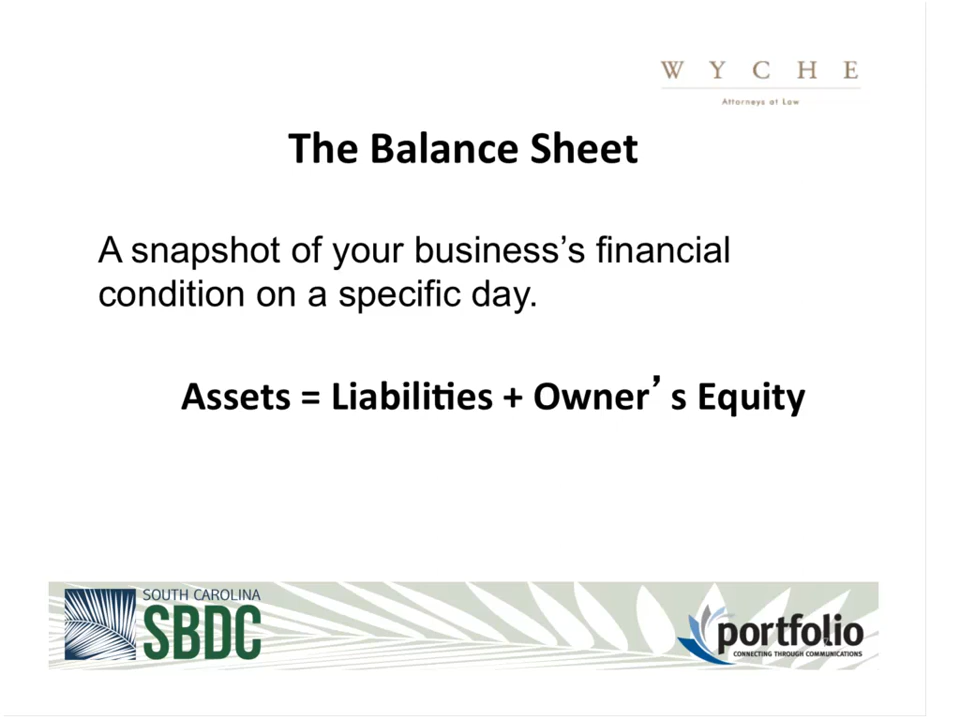 W Y C H E
Attorneys at Law
The Balance Sheet
A snapshot of your business’s financial
condition on a specific day.
Assets = Liabilities + Owner’s Equity
SOUTH CAROLINA
SBDC
portfolio
CONNECTING THROUGH COMMUNICATIONS